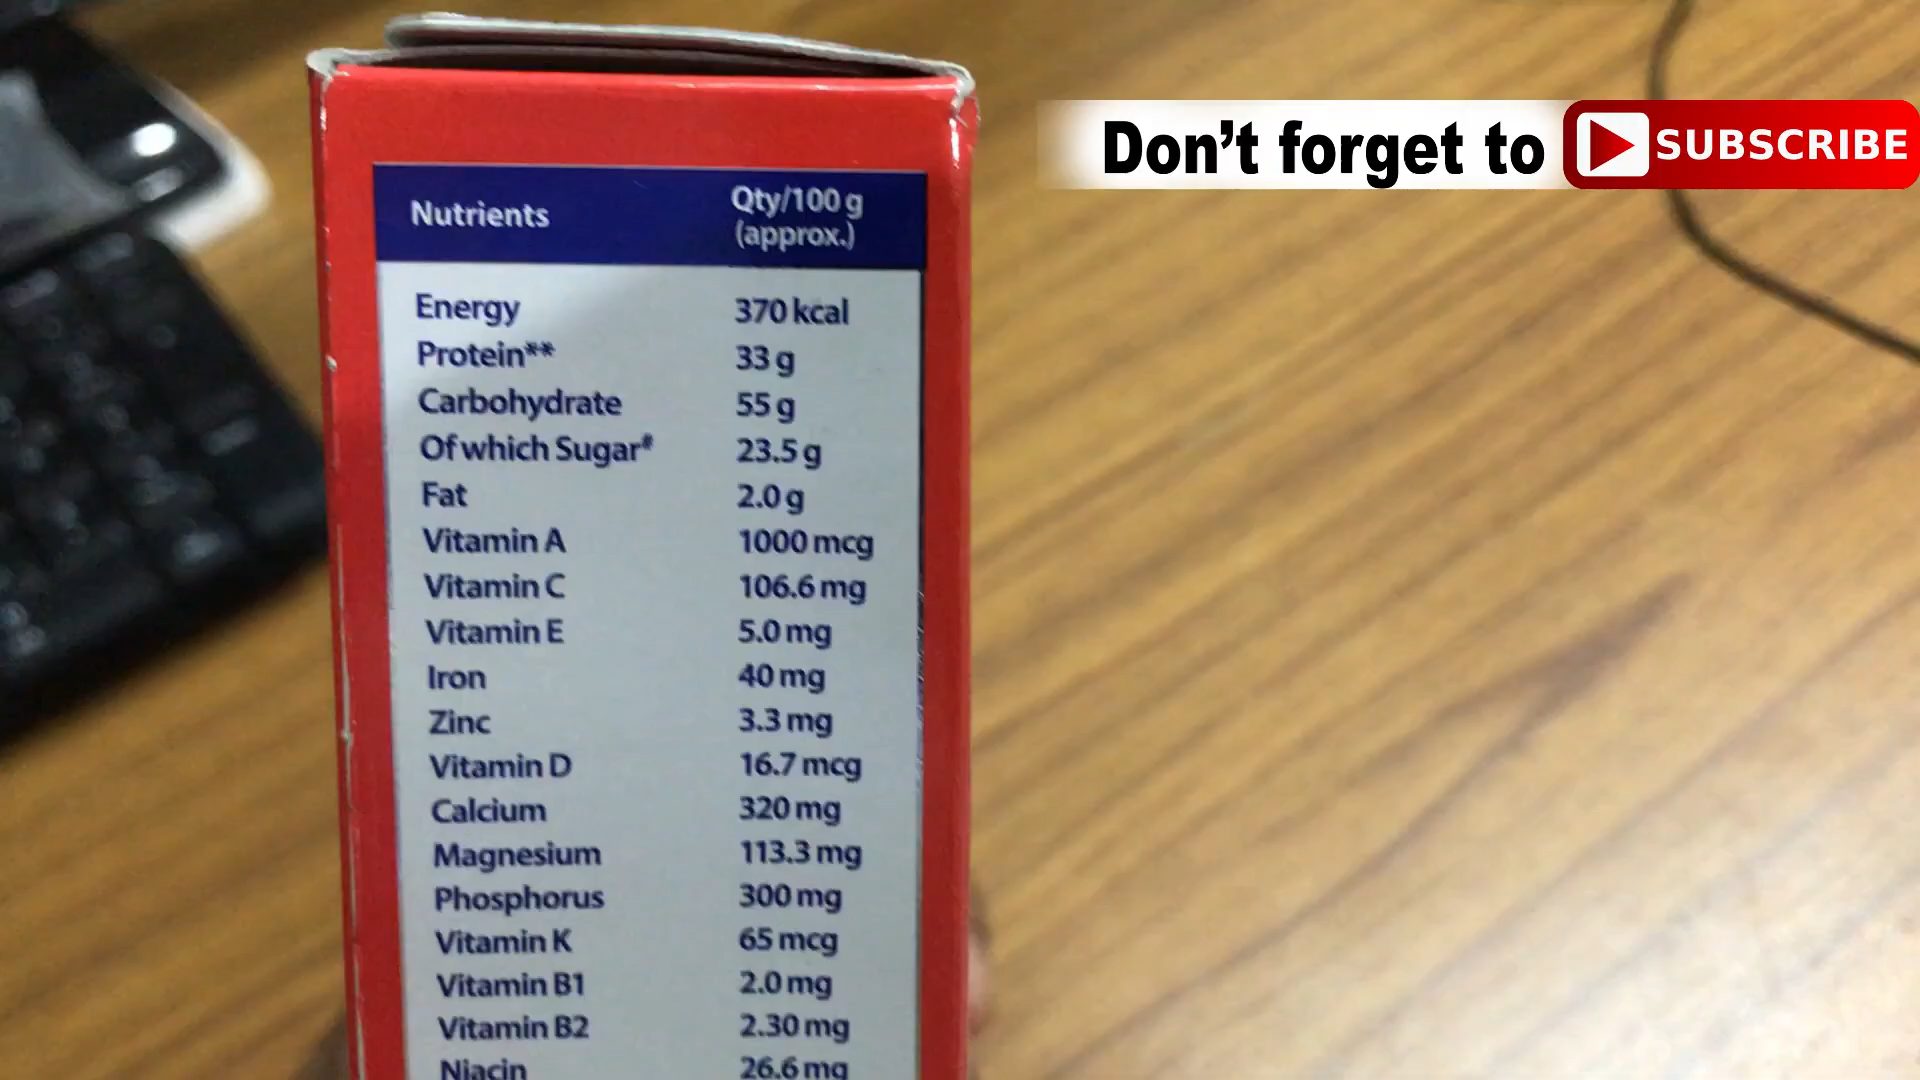 Don't forget to SUBSCRIBE
Nutrients Qty/100 g
(approx.)
Energy 370 kcal
Protein** 33 g
Carbohydrate 55 g
Of which Sugar# 23.5 g
Fat 2.0 g
Vitamin A 1000 mcg
Vitamin C 106.6 mg
Vitamin E 5.0 mg
Iron 40 mg
Zinc 3.3 mg
Vitamin D 16.7 mcg
Calcium 320 mg
Magnesium 113.3 mg
Phosphorus 300 mg
Vitamin K 65 mcg
Vitamin B1 2.0 mg
Vitamin B2 2.30 mg
Niacin 26.6 mg